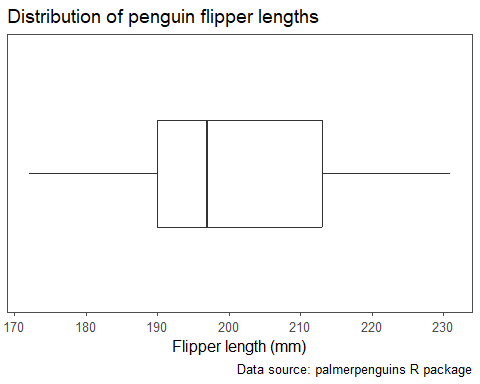 Distribution of penguin flipper lengths
170 180 190 200 210 220 230
Flipper length (mm)
Data source: palmerpenguins R package